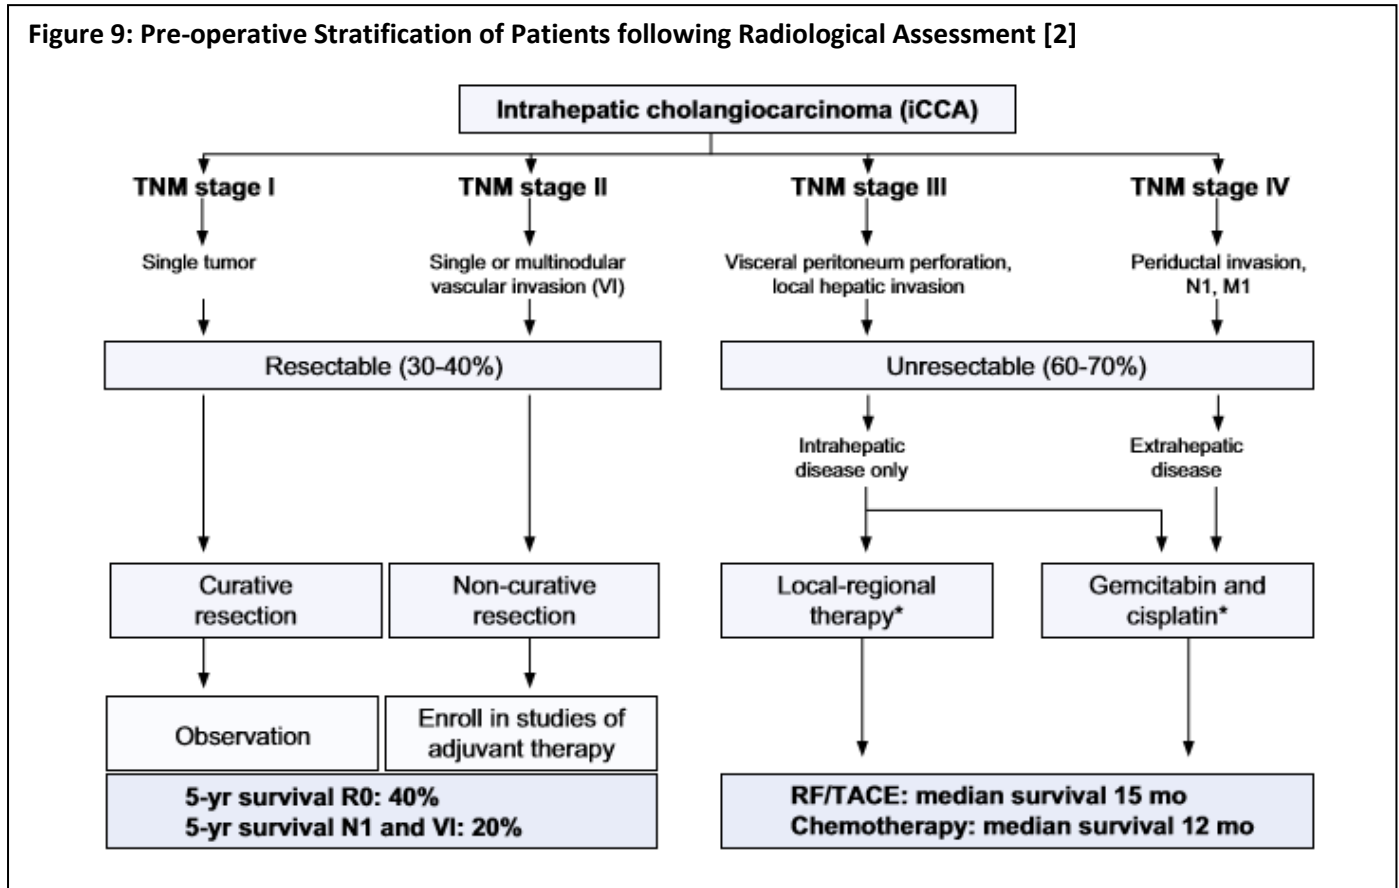 Figure 9: Pre-operative Stratification of Patients following Radiological Assessment [2]
Intrahepatic cholangiocarcinoma (iCCA)
TNM stage I
TNM stage II
TNM stage III
TNM stage IV
Single tumor
Single or multinodular
vascular invasion (VI)
Visceral peritoneum perforation,
local hepatic invasion
Periductal invasion,
N1, M1
Resectable (30-40%)
Unresectable (60-70%)
Intrahepatic
disease only
Extrahepatic
disease
Curative
resection
Non-curative
resection
Local-regional
therapy*
Gemcitabin and
cisplatin*
Observation
Enroll in studies of
adjuvant therapy
5-yr survival R0: 40%
5-yr survival N1 and VI: 20%
RF/TACE: median survival 15 mo
Chemotherapy: median survival 12 mo